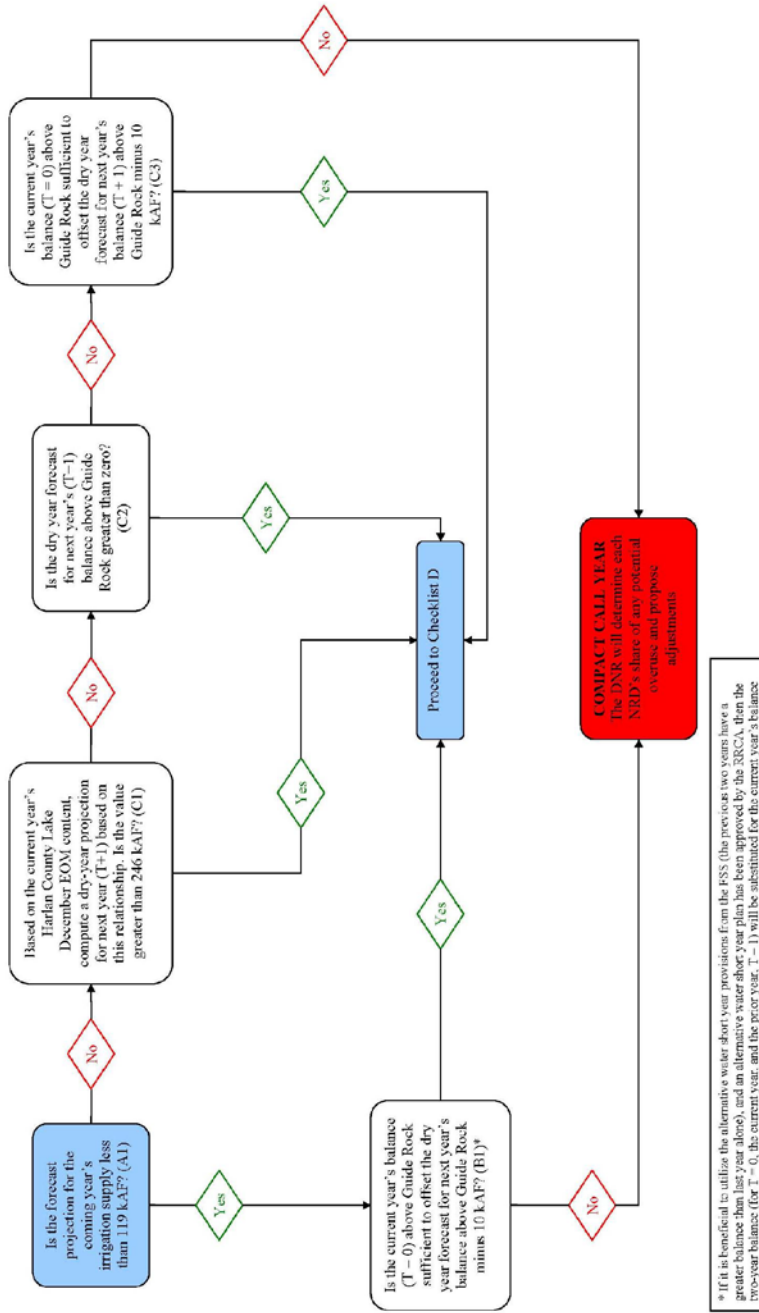 Is the forecast
projection for the
coming year's
irrigation supply less
than 119 kAF? (A1)
No
Based on the current year's
Harlan County Lake
December EOM content,
compute a dry-year projection
for next year (T+1) based on
this relationship. Is the value
greater than 246 kAF? (C1)
No
Is the dry year forecast
for next year's (T−1)
balance above Guide
Rock greater than zero?
(C2)
No
Is the current year's
balance (T = 0) above
Guide Rock sufficient to
offset the dry year
forecast for next year's
balance (T + 1) above
Guide Rock minus 10
kAF? (C3)
No
Yes
Yes
Yes
Yes
Is the current year's balance
(T − 0) above Guide Rock
sufficient to offset the dry
year forecast for next year's
balance above Guide Rock
minus 10 kAF? (B1)*
Yes
Proceed to Checklist D
No
COMPACT CALL YEAR
The DNR will determine each
NRD's share of any potential
overuse and propose
adjustments
* If it is beneficial to utilize the alternative water short year provisions from the FSS (the previous two years have a
greater balance than last year alone), and an alternative water short year plan has been approved by the RRCA, then the
two-year balance (for T = 0, the current year, and the prior year, T − 1) will be substituted for the current year's balance